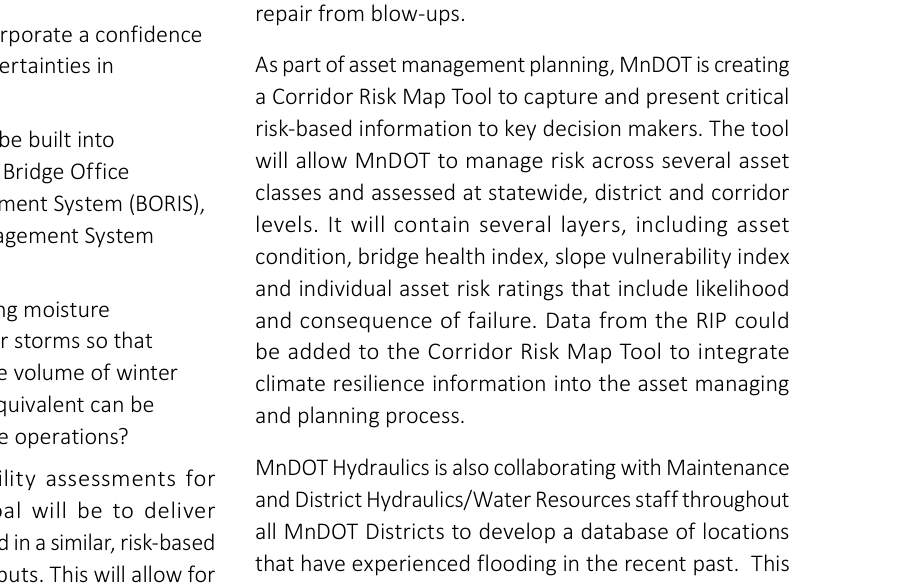 rporate a confidence
ertainties in
be built into
Bridge Office
ment System (BORIS),
agement System
ng moisture
r storms so that
e volume of winter
quivalent can be
e operations?
ility assessments for
oal will be to deliver
d in a similar, risk-based
puts. This will allow for
repair from blow-ups.
As part of asset management planning, MnDOT is creating
a Corridor Risk Map Tool to capture and present critical
risk-based information to key decision makers. The tool
will allow MnDOT to manage risk across several asset
classes and assessed at statewide, district and corridor
levels. It will contain several layers, including asset
condition, bridge health index, slope vulnerability index
and individual asset risk ratings that include likelihood
and consequence of failure. Data from the RIP could
be added to the Corridor Risk Map Tool to integrate
climate resilience information into the asset managing
and planning process.
MnDOT Hydraulics is also collaborating with Maintenance
and District Hydraulics/Water Resources staff throughout
all MnDOT Districts to develop a database of locations
that have experienced flooding in the recent past.  This